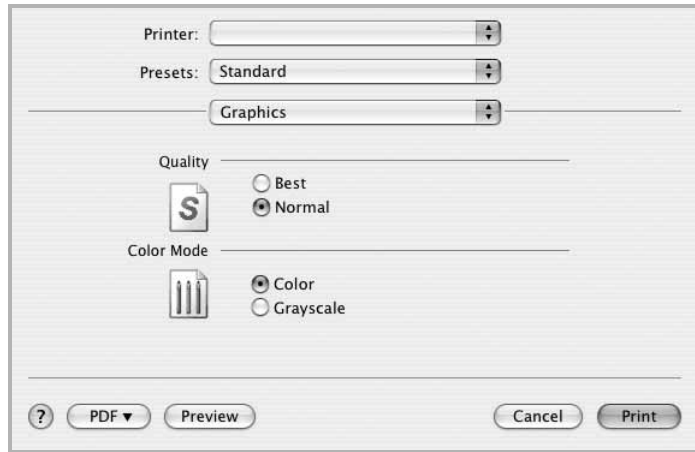 Printer:
Presets: Standard
Graphics
Quality
Best
S
Normal
Color Mode
Color
Grayscale
? PDF▼ Preview Cancel Print